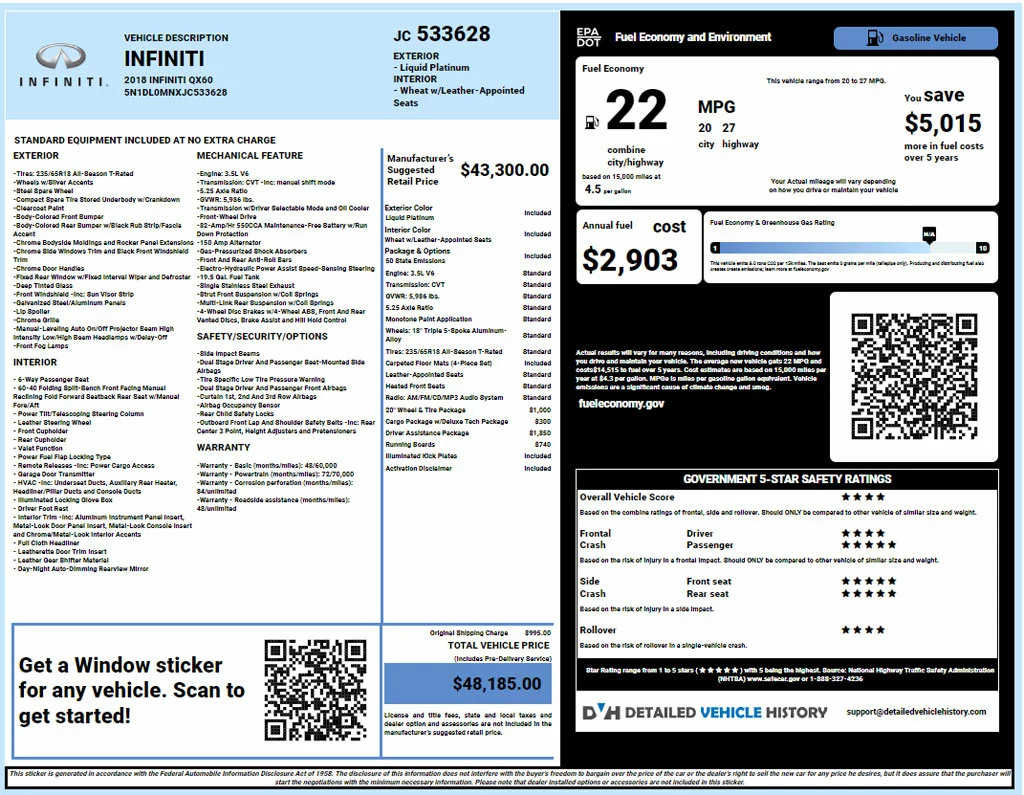 INFINITI.
VEHICLE DESCRIPTION
INFINITI
2018 INFINITI QX60
5N1DL0MNXJC533628
JC 533628
EXTERIOR
- Liquid Platinum
INTERIOR
- Wheat w/Leather-Appointed
Seats
STANDARD EQUIPMENT INCLUDED AT NO EXTRA CHARGE
EXTERIOR
-Tires: 235/65R18 All-Season T-Rated
-Wheels w/Silver Accents
-Steel Spare Wheel
-Compact Spare Tire Stored Underbody w/Crankdown
-Clearcoat Paint
-Body-Colored Front Bumper
-Body-Colored Rear Bumper w/Black Rub Strip/Fascia
Accent
-Chrome Bodyside Moldings and Rocker Panel Extensions
-Chrome Side Windows Trim and Black Front Windshield
Trim
-Chrome Door Handles
-Fixed Rear Window w/Fixed Interval Wiper and Defroster
-Deep Tinted Glass
-Front Windshield -inc: Sun Visor Strip
-Galvanized Steel/Aluminum Panels
-Lip Spoiler
-Chrome Grille
-Manual-Leveling Auto On/Off Projector Beam High
Intensity Low/High Beam Headlamps w/Delay-Off
-Front Fog Lamps
INTERIOR
- 6-Way Passenger Seat
- 60-40 Folding Split-Bench Front Facing Manual
Reclining Fold Forward Seatback Rear Seat w/Manual
Fore/Aft
- Power Tilt/Telescoping Steering Column
- Leather Steering Wheel
- Front Cupholder
- Rear Cupholder
- Valet Function
- Power Fuel Flap Locking Type
- Remote Releases -Inc: Power Cargo Access
- Garage Door Transmitter
- HVAC -inc: Underseat Ducts, Auxiliary Rear Heater,
Headliner/Pillar Ducts and Console Ducts
- Illuminated Locking Glove Box
- Driver Foot Rest
- Interior Trim -inc: Aluminum Instrument Panel Insert,
Metal-Look Door Panel Insert, Metal-Look Console Insert
and Chrome/Metal-Look Interior Accents
- Full Cloth Headliner
- Leatherette Door Trim Insert
- Leather Gear Shifter Material
- Day-Night Auto-Dimming Rearview Mirror
MECHANICAL FEATURE
-Engine: 3.5L V6
-Transmission: CVT -inc: manual shift mode
-5.25 Axle Ratio
-GVWR: 5,986 lbs.
-Transmission w/Driver Selectable Mode and Oil Cooler
-Front-Wheel Drive
-82-Amp/Hr 550CCA Maintenance-Free Battery w/Run
Down Protection
-150 Amp Alternator
-Gas-Pressurized Shock Absorbers
-Front And Rear Anti-Roll Bars
-Electro-Hydraulic Power Assist Speed-Sensing Steering
-19.5 Gal. Fuel Tank
-Single Stainless Steel Exhaust
-Strut Front Suspension w/Coil Springs
-Multi-Link Rear Suspension w/Coil Springs
-4-Wheel Disc Brakes w/4-Wheel ABS, Front And Rear
Vented Discs, Brake Assist and Hill Hold Control
SAFETY/SECURITY/OPTIONS
-Side Impact Beams
-Dual Stage Driver And Passenger Seat-Mounted Side
Airbags
-Tire Specific Low Tire Pressure Warning
-Dual Stage Driver And Passenger Front Airbags
-Curtain 1st, 2nd And 3rd Row Airbags
-Airbag Occupancy Sensor
-Rear Child Safety Locks
-Outboard Front Lap And Shoulder Safety Belts -inc: Rear
Center 3 Point, Height Adjusters and Pretensioners
WARRANTY
-Warranty - Basic (months/miles): 48/60,000
-Warranty - Powertrain (months/miles): 72/70,000
-Warranty - Corrosion perforation (months/miles):
84/unlimited
-Warranty - Roadside assistance (months/miles):
48/unlimited
Manufacturer's
Suggested
Retail Price
$43,300.00
Exterior Color
Liquid Platinum Included
Interior Color
Wheat w/Leather-Appointed Seats Included
Package & Options
50 State Emissions Included
Engine: 3.5L V6 Standard
Transmission: CVT Standard
GVWR: 5,986 lbs. Standard
5.25 Axle Ratio Standard
Monotone Paint Application Standard
Wheels: 18" Triple 5-Spoke Aluminum-
Alloy Standard
Tires: 235/65R18 All-Season T-Rated Standard
Carpeted Floor Mats (4-Piece Set) Included
Leather-Appointed Seats Standard
Heated Front Seats Standard
Radio: AM/FM/CD/MP3 Audio System Standard
20" Wheel & Tire Package $1,000
Cargo Package w/Deluxe Tech Package $300
Driver Assistance Package $1,850
Running Boards $740
Illuminated Kick Plates Included
Activation Disclaimer Included
Get a Window sticker
for any vehicle. Scan to
get started!
Original Shipping Charge $995.00
TOTAL VEHICLE PRICE
(Includes Pre-Delivery Service)
$48,185.00
License and title fees, state and local taxes and
dealer option and assessories are not included in the
manufacturer's suggested retail price.
EPA
DOT
Fuel Economy and Environment
Gasoline Vehicle
Fuel Economy
This vehicle range from 20 to 27 MPG.
22
MPG
20 27
city highway
combine
city/highway
based on 15,000 miles at
4.5 per gallon
You save
$5,015
more in fuel costs
over 5 years
Your Actual mileage will vary depending
on how you drive or maintain your vehicle
Annual fuel cost
$2,903
Fuel Economy & Greenhouse Gas Rating
N/A
1
10
This vehicle emits & 0 tons CO2 per 15k miles. The best emits 0 grams per mile (tailpipe only). Producing and distributing fuel also
creates create emissions; learn more at fueleconomy.gov
Actual results will vary for many reasons, including driving conditions and how
you drive and maintain your vehicle. The average new vehicle gets 22 MPG and
costs$14,515 to fuel over 5 years. Cost estimates are based on 15,000 miles per
year at $4.3 per gallon. MPGe is miles per gasoline gallon equivalent. Vehicle
emissions are a significant cause of climate change and smog.
fueleconomy.gov
GOVERNMENT 5-STAR SAFETY RATINGS
Overall Vehicle Score ★★★★
Based on the combine ratings of frontal, side and rollover. Should ONLY be compared to other vehicle of similar size and weight.
Frontal Driver ★★★★
Crash Passenger ★★★★★
Based on the risk of injury in a frontal impact. Should ONLY be compared to other vehicle of similar size and weight.
Side Front seat ★★★★★
Crash Rear seat ★★★★★
Based on the risk of injury in a side impact.
Rollover ★★★★
Based on the risk of rollover in a single-vehicle crash.
Star Rating range from 1 to 5 stars (★★★★★) with 5 being the highest. Source: National Highway Traffic Safety Administration
(NHTSA) www.safecar.gov or 1-888-327-4236
DVH DETAILED VEHICLE HISTORY
support@detailedvehiclehistory.com
This sticker is generated in accordance with the Federal Automobile Information Disclosure Act of 1958. The disclosure of this information does not interfere with the buyer's freedom to bargain over the price of the car or the dealer's right to sell the new car for any price he desires, but it does assure that the purchaser will
start the negotiations with the minimum necessary information. Please note that dealer installed options or accessories are not included in this sticker.